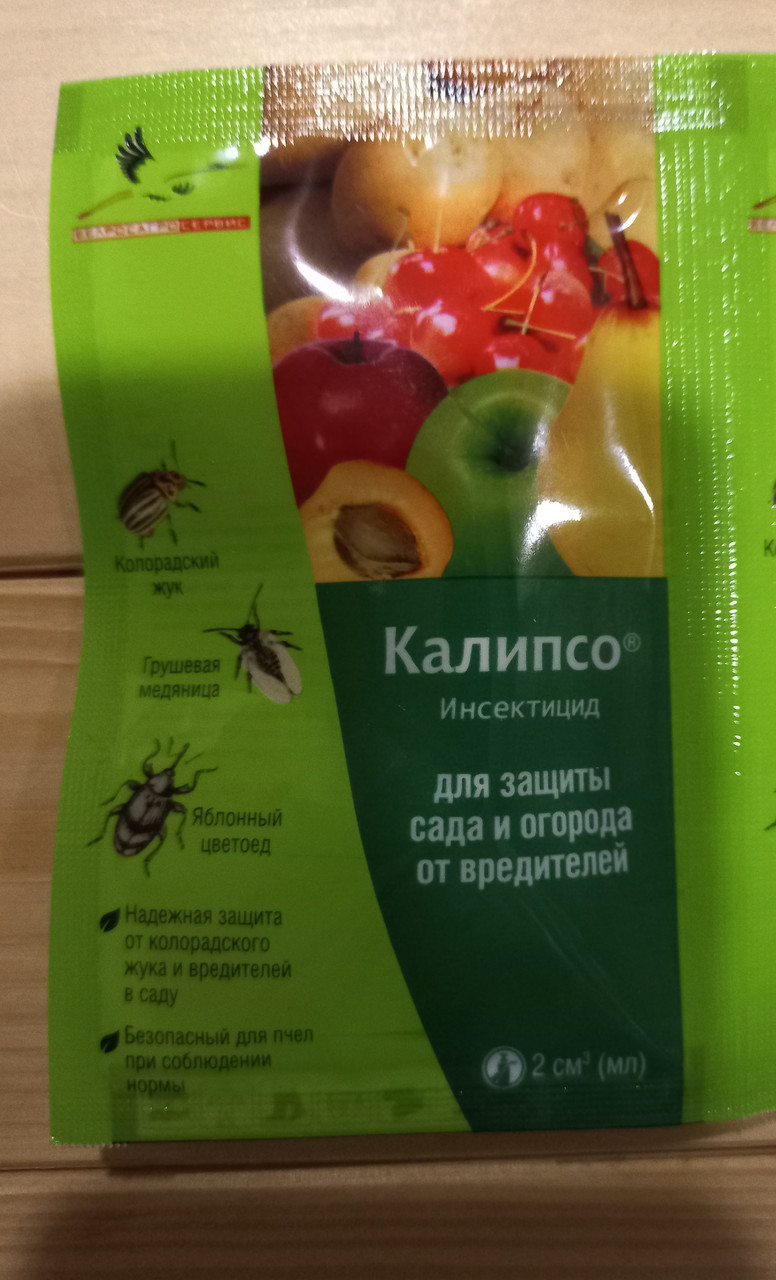 БЕЛРОСАГРОСЕРВИС
Колорадский
жук
Грушевая
медяница
Яблонный
цветоед
Надежная защита
от колорадского
жука и вредителей
в саду
Безопасный для пчел
при соблюдении
нормы
Калипсо®
Инсектицид
для защиты
сада и огорода
от вредителей
2 см³ (мл)